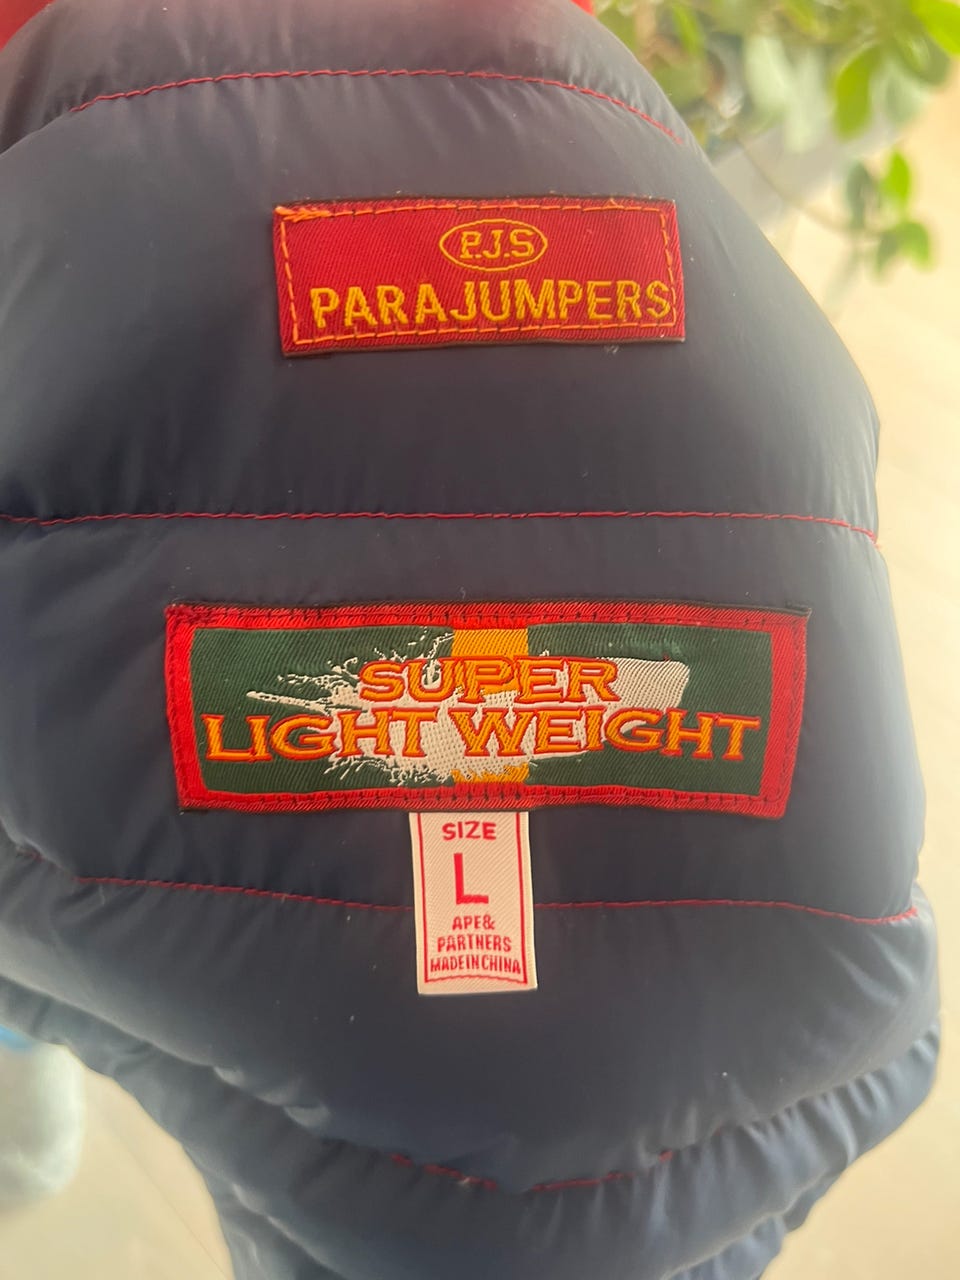 P.J.S
PARAJUMPERS
SUPER
LIGHT WEIGHT
SIZE
L
APE&
PARTNERS
MADE IN CHINA